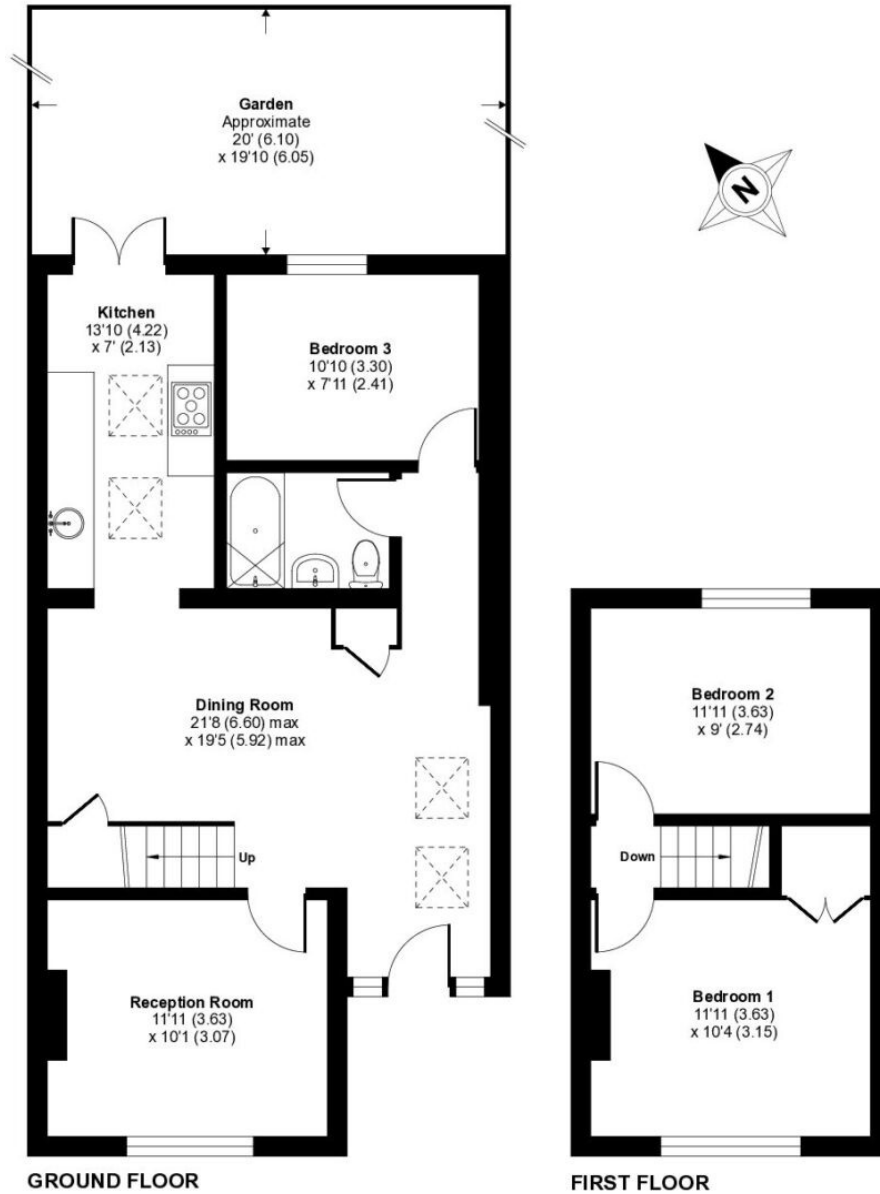 Garden
Approximate
20' (6.10)
x 19'10 (6.05)
N
Kitchen
13'10 (4.22)
x 7' (2.13)
Bedroom 3
10'10 (3.30)
x 7'11 (2.41)
Dining Room
21'8 (6.60) max
x 19'5 (5.92) max
Up
Reception Room
11'11 (3.63)
x 10'1 (3.07)
GROUND FLOOR
Bedroom 2
11'11 (3.63)
x 9' (2.74)
Down
Bedroom 1
11'11 (3.63)
x 10'4 (3.15)
FIRST FLOOR